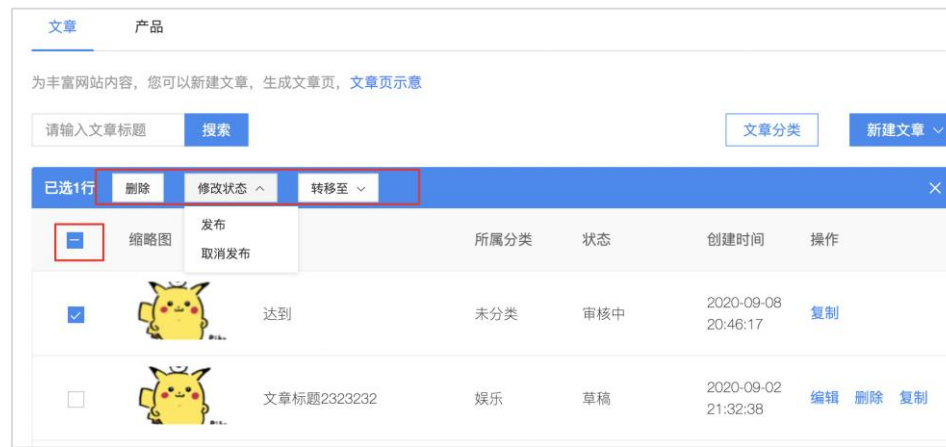 文章 产品
为丰富网站内容，您可以新建文章，生成文章页，文章页示意
请输入文章标题 搜索 文章分类 新建文章
已选1行 删除 修改状态 转移至
发布
取消发布
缩略图 所属分类 状态 创建时间 操作
达到 未分类 审核中 2020-09-08 20:46:17 复制
文章标题2323232 娱乐 草稿 2020-09-02 21:32:38 编辑 删除 复制